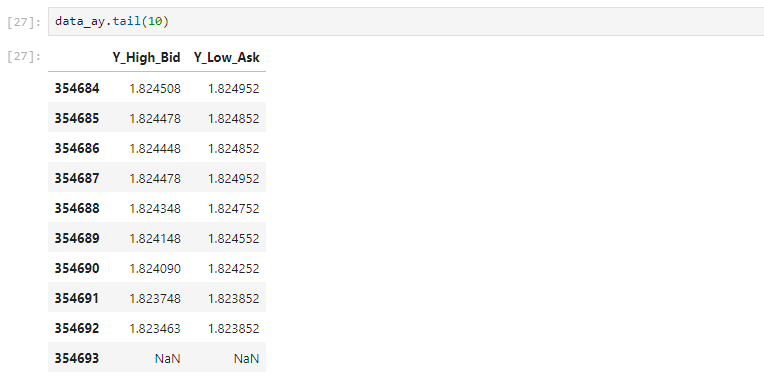 [27]: data_ay.tail(10)
[27]: Y_High_Bid Y_Low_Ask
354684 1.824508 1.824952
354685 1.824478 1.824852
354686 1.824448 1.824852
354687 1.824478 1.824952
354688 1.824348 1.824752
354689 1.824148 1.824552
354690 1.824090 1.824252
354691 1.823748 1.823852
354692 1.823463 1.823852
354693 NaN NaN